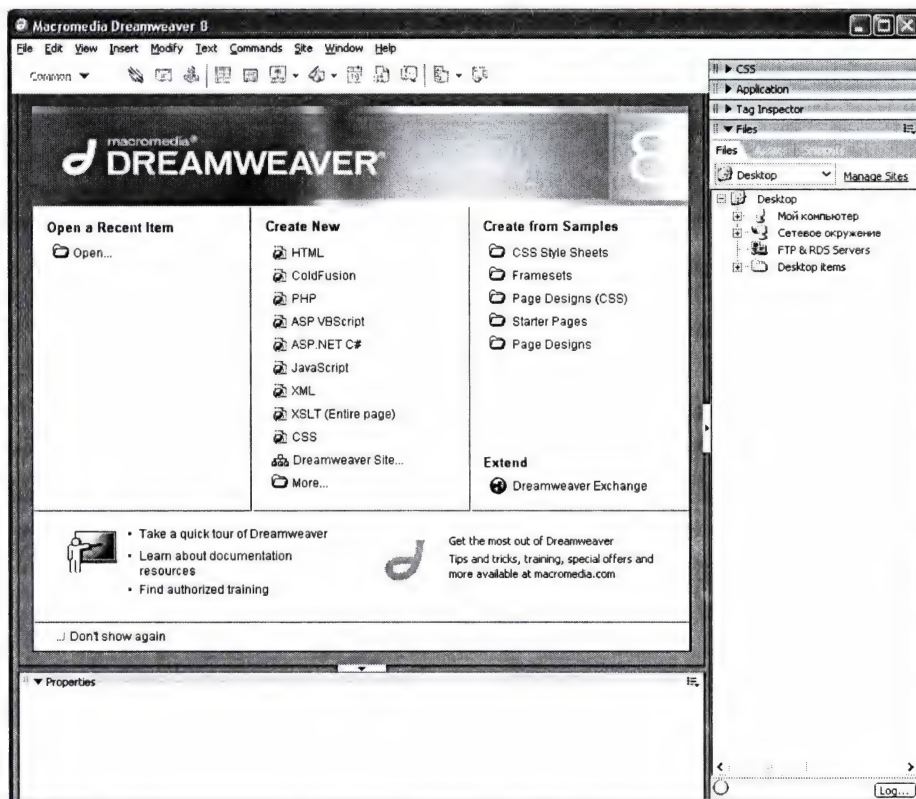 Macromedia Dreamweaver 8
File Edit View Insert Modify Text Commands Site Window Help
Common
macromedia®
DREAMWEAVER®
8
Open a Recent Item
Open...
Create New
HTML
ColdFusion
PHP
ASP VBScript
ASP.NET C#
JavaScript
XML
XSLT (Entire page)
CSS
Dreamweaver Site...
More...
Create from Samples
CSS Style Sheets
Framesets
Page Designs (CSS)
Starter Pages
Page Designs
Extend
Dreamweaver Exchange
• Take a quick tour of Dreamweaver
• Learn about documentation
resources
• Find authorized training
Get the most out of Dreamweaver
Tips and tricks, training, special offers and
more available at macromedia.com
Don't show again
Properties
CSS
Application
Tag Inspector
Files
Files
Desktop
Manage Sites
Desktop
Мой компьютер
Сетевое окружение
FTP & RDS Servers
Desktop items
Log...